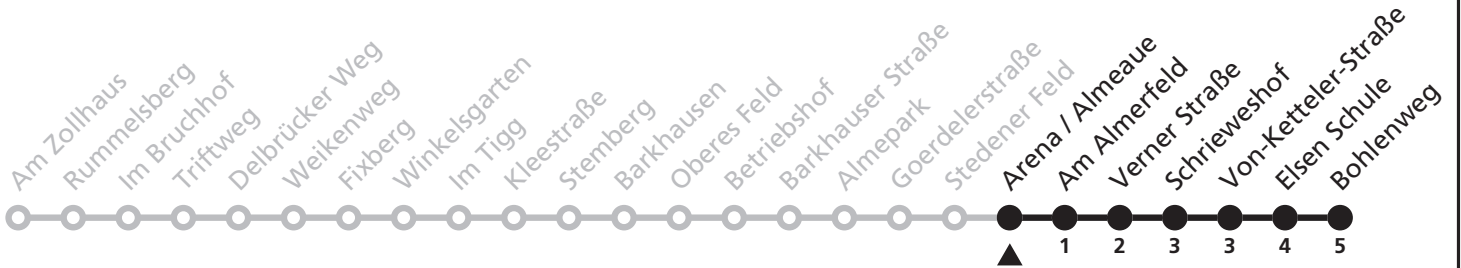 Am Zollhaus
Rummelsberg
Im Bruchhof
Triftweg
Delbrücker Weg
Weikenweg
Fixberg
Winkelsgarten
Im Tigg
Kleestraße
Stemberg
Barkhausen
Oberes Feld
Betriebshof
Barkhauser Straße
Almepark
Goerdelerstraße
Stedener Feld
Arena / Almeaue
Am Almerfeld
Verner Straße
Schrieweshof
Von-Ketteler-Straße
Elsen Schule
Bohlenweg
1 2 3 3 4 5